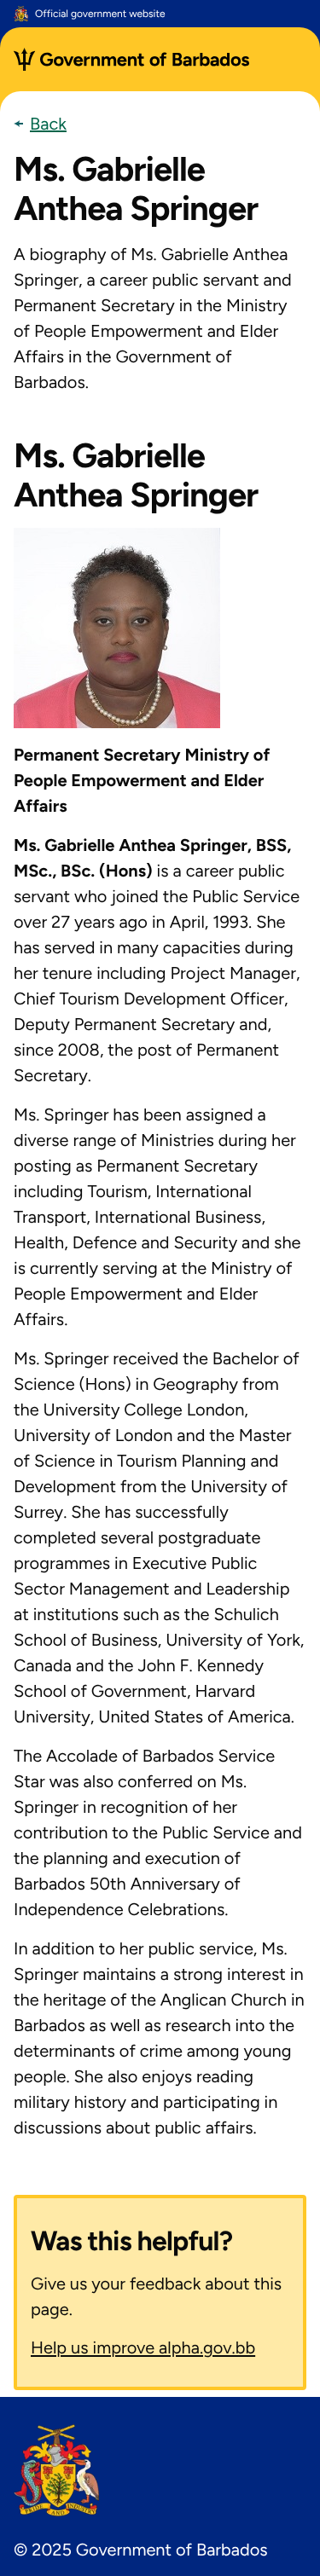 Official government website
Government of Barbados
Back
Ms. Gabrielle
Anthea Springer
A biography of Ms. Gabrielle Anthea
Springer, a career public servant and
Permanent Secretary in the Ministry
of People Empowerment and Elder
Affairs in the Government of
Barbados.
Ms. Gabrielle
Anthea Springer
Permanent Secretary Ministry of
People Empowerment and Elder
Affairs
Ms. Gabrielle Anthea Springer, BSS,
MSc., BSc. (Hons) is a career public
servant who joined the Public Service
over 27 years ago in April, 1993. She
has served in many capacities during
her tenure including Project Manager,
Chief Tourism Development Officer,
Deputy Permanent Secretary and,
since 2008, the post of Permanent
Secretary.
Ms. Springer has been assigned a
diverse range of Ministries during her
posting as Permanent Secretary
including Tourism, International
Transport, International Business,
Health, Defence and Security and she
is currently serving at the Ministry of
People Empowerment and Elder
Affairs.
Ms. Springer received the Bachelor of
Science (Hons) in Geography from
the University College London,
University of London and the Master
of Science in Tourism Planning and
Development from the University of
Surrey. She has successfully
completed several postgraduate
programmes in Executive Public
Sector Management and Leadership
at institutions such as the Schulich
School of Business, University of York,
Canada and the John F. Kennedy
School of Government, Harvard
University, United States of America.
The Accolade of Barbados Service
Star was also conferred on Ms.
Springer in recognition of her
contribution to the Public Service and
the planning and execution of
Barbados 50th Anniversary of
Independence Celebrations.
In addition to her public service, Ms.
Springer maintains a strong interest in
the heritage of the Anglican Church in
Barbados as well as research into the
determinants of crime among young
people. She also enjoys reading
military history and participating in
discussions about public affairs.
Was this helpful?
Give us your feedback about this
page.
Help us improve alpha.gov.bb
PRIDE AND INDUSTRY
© 2025 Government of Barbados